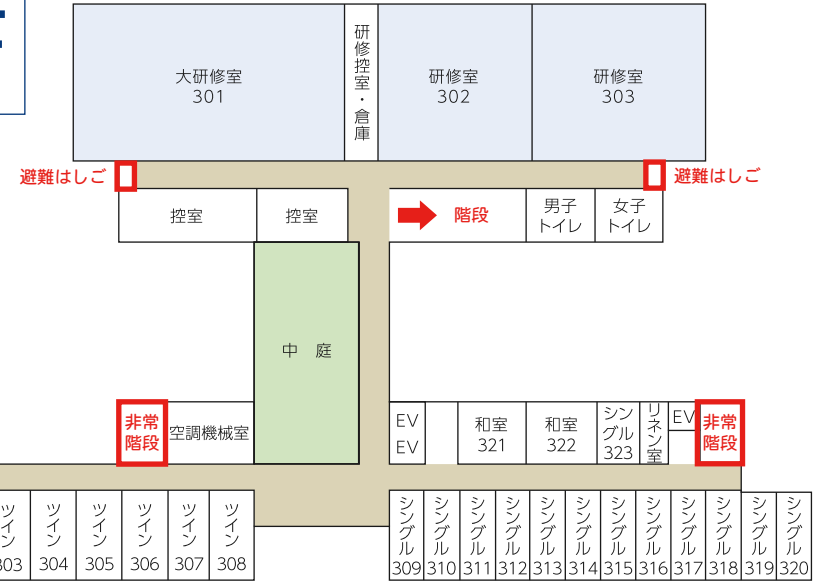 大研修室
301
研修控室・倉庫
研修室
302
研修室
303
避難はしご
避難はしご
控室
控室
階段
男子
トイレ
女子
トイレ
中 庭
非常
階段
空調機械室
EV
EV
和室
321
和室
322
シン
グル
323
リネン室
EV
非常
階段
ツイン
303
ツイン
304
ツイン
305
ツイン
306
ツイン
307
ツイン
308
シングル
309
シングル
310
シングル
311
シングル
312
シングル
313
シングル
314
シングル
315
シングル
316
シングル
317
シングル
318
シングル
319
シングル
320